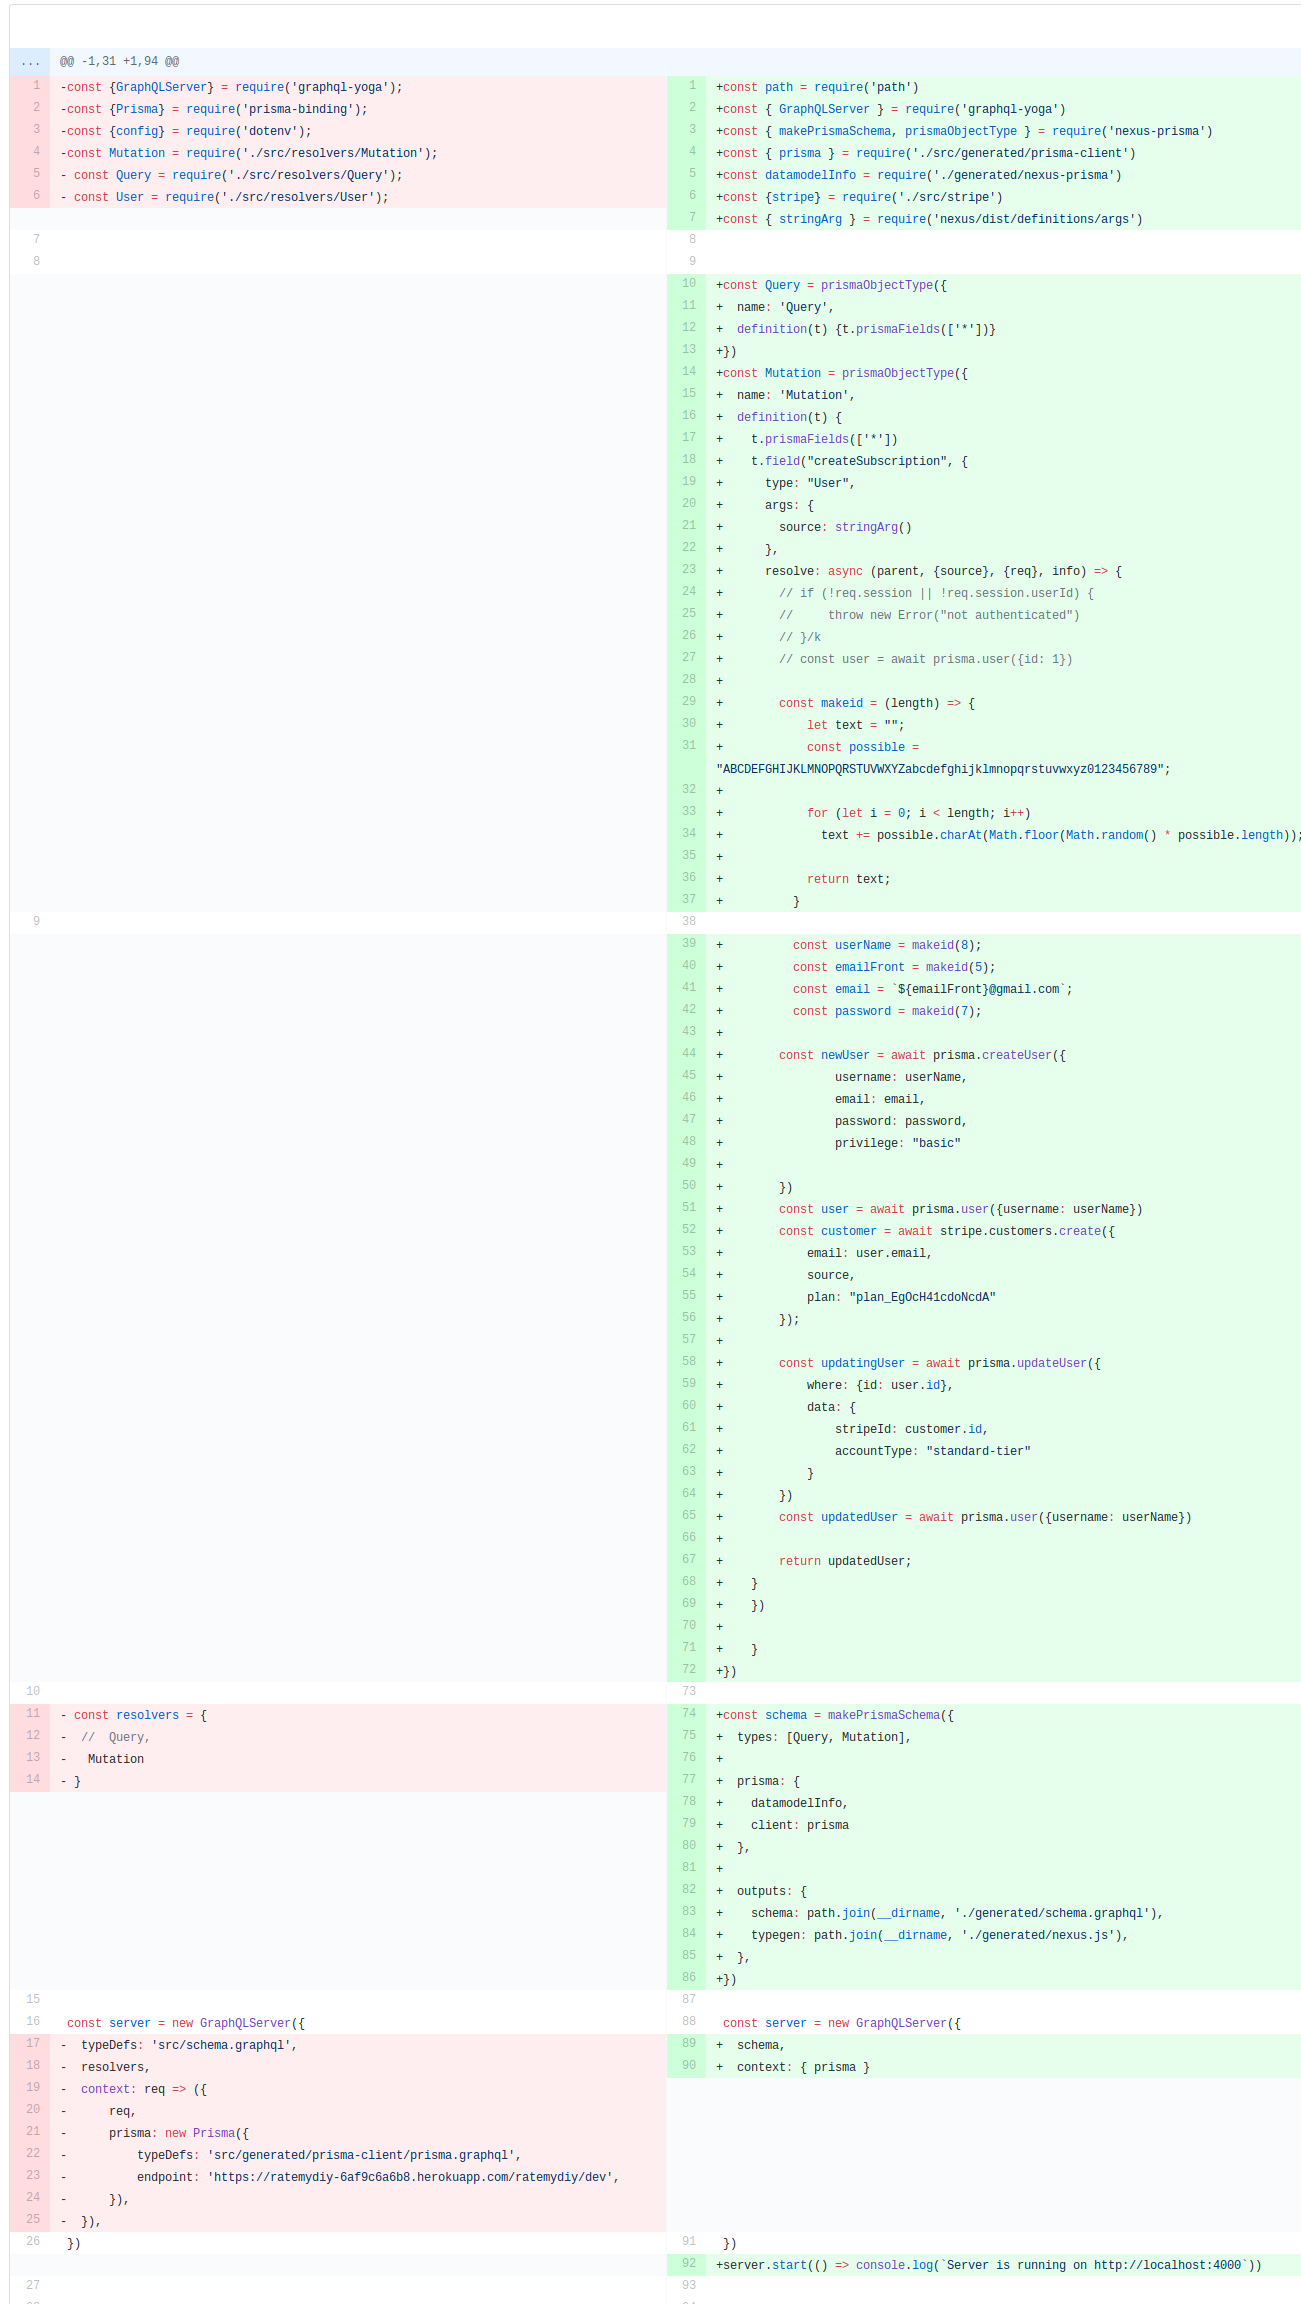 ... @@ -1,31 +1,94 @@
1 -const {GraphQLServer} = require('graphql-yoga');
2 -const {Prisma} = require('prisma-binding');
3 -const {config} = require('dotenv');
4 -const Mutation = require('./src/resolvers/Mutation');
5 - const Query = require('./src/resolvers/Query');
6 - const User = require('./src/resolvers/User');
7
8
9
10
11 - const resolvers = {
12 -  //  Query,
13 -   Mutation
14 - }
15
16  const server = new GraphQLServer({
17 -  typeDefs: 'src/schema.graphql',
18 -  resolvers,
19 -  context: req => ({
20 -      req,
21 -      prisma: new Prisma({
22 -          typeDefs: 'src/generated/prisma-client/prisma.graphql',
23 -          endpoint: 'https://ratemydiy-6af9c6a6b8.herokuapp.com/ratemydiy/dev',
24 -      }),
25 -  }),
26  })
27
1 +const path = require('path')
2 +const { GraphQLServer } = require('graphql-yoga')
3 +const { makePrismaSchema, prismaObjectType } = require('nexus-prisma')
4 +const { prisma } = require('./src/generated/prisma-client')
5 +const datamodelInfo = require('./generated/nexus-prisma')
6 +const {stripe} = require('./src/stripe')
7 +const { stringArg } = require('nexus/dist/definitions/args')
8
9
10 +const Query = prismaObjectType({
11 +  name: 'Query',
12 +  definition(t) {t.prismaFields(['*'])}
13 +})
14 +const Mutation = prismaObjectType({
15 +  name: 'Mutation',
16 +  definition(t) {
17 +    t.prismaFields(['*'])
18 +    t.field("createSubscription", {
19 +      type: "User",
20 +      args: {
21 +        source: stringArg()
22 +      },
23 +      resolve: async (parent, {source}, {req}, info) => {
24 +        // if (!req.session || !req.session.userId) {
25 +        //     throw new Error("not authenticated")
26 +        // }/k
27 +        // const user = await prisma.user({id: 1})
28 +
29 +        const makeid = (length) => {
30 +            let text = "";
31 +            const possible =
"ABCDEFGHIJKLMNOPQRSTUVWXYZabcdefghijklmnopqrstuvwxyz0123456789";
32 +
33 +            for (let i = 0; i < length; i++)
34 +              text += possible.charAt(Math.floor(Math.random() * possible.length));
35 +
36 +            return text;
37 +          }
38
39 +          const userName = makeid(8);
40 +          const emailFront = makeid(5);
41 +          const email = `${emailFront}@gmail.com`;
42 +          const password = makeid(7);
43 +
44 +        const newUser = await prisma.createUser({
45 +                username: userName,
46 +                email: email,
47 +                password: password,
48 +                privilege: "basic"
49 +
50 +        })
51 +        const user = await prisma.user({username: userName})
52 +        const customer = await stripe.customers.create({
53 +            email: user.email,
54 +            source,
55 +            plan: "plan_EgOcH41cdoNcdA"
56 +        });
57 +
58 +        const updatingUser = await prisma.updateUser({
59 +            where: {id: user.id},
60 +            data: {
61 +                stripeId: customer.id,
62 +                accountType: "standard-tier"
63 +            }
64 +        })
65 +        const updatedUser = await prisma.user({username: userName})
66 +
67 +        return updatedUser;
68 +    }
69 +    })
70 +
71 +    }
72 +})
73
74 +const schema = makePrismaSchema({
75 +  types: [Query, Mutation],
76 +
77 +  prisma: {
78 +    datamodelInfo,
79 +    client: prisma
80 +  },
81 +
82 +  outputs: {
83 +    schema: path.join(__dirname, './generated/schema.graphql'),
84 +    typegen: path.join(__dirname, './generated/nexus.js'),
85 +  },
86 +})
87
88  const server = new GraphQLServer({
89 +  schema,
90 +  context: { prisma }
91  })
92 +server.start(() => console.log(`Server is running on http://localhost:4000`))
93